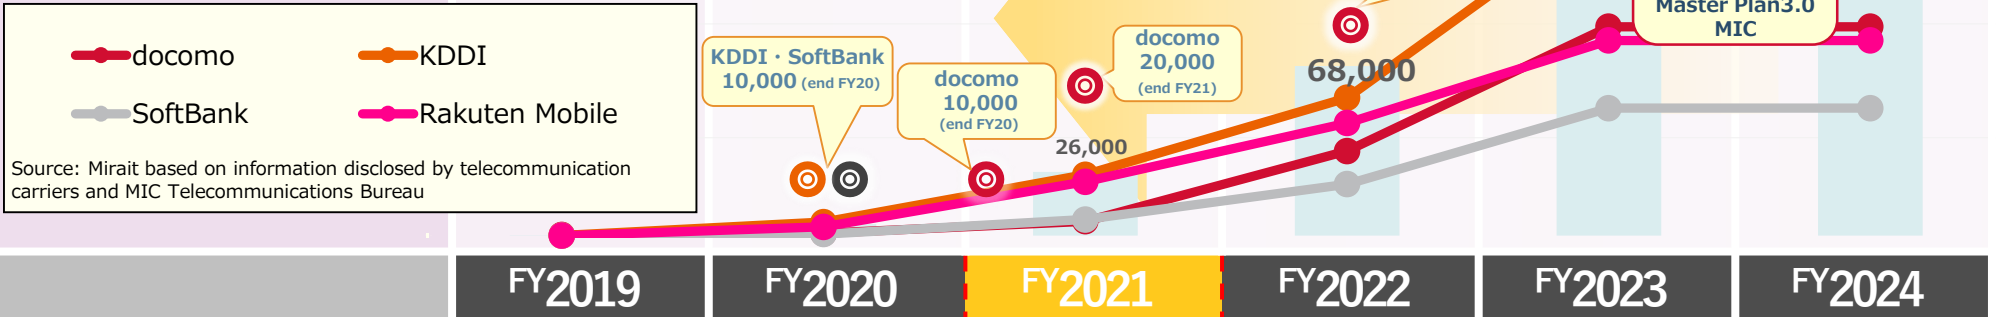 Master Plan3.0
MIC
docomo
KDDI
SoftBank
Rakuten Mobile
Source: Mirait based on information disclosed by telecommunication
carriers and MIC Telecommunications Bureau
KDDI・SoftBank
10,000 (end FY20)
docomo
10,000
(end FY20)
docomo
20,000
(end FY21)
26,000
68,000
FY2019
FY2020
FY2021
FY2022
FY2023
FY2024